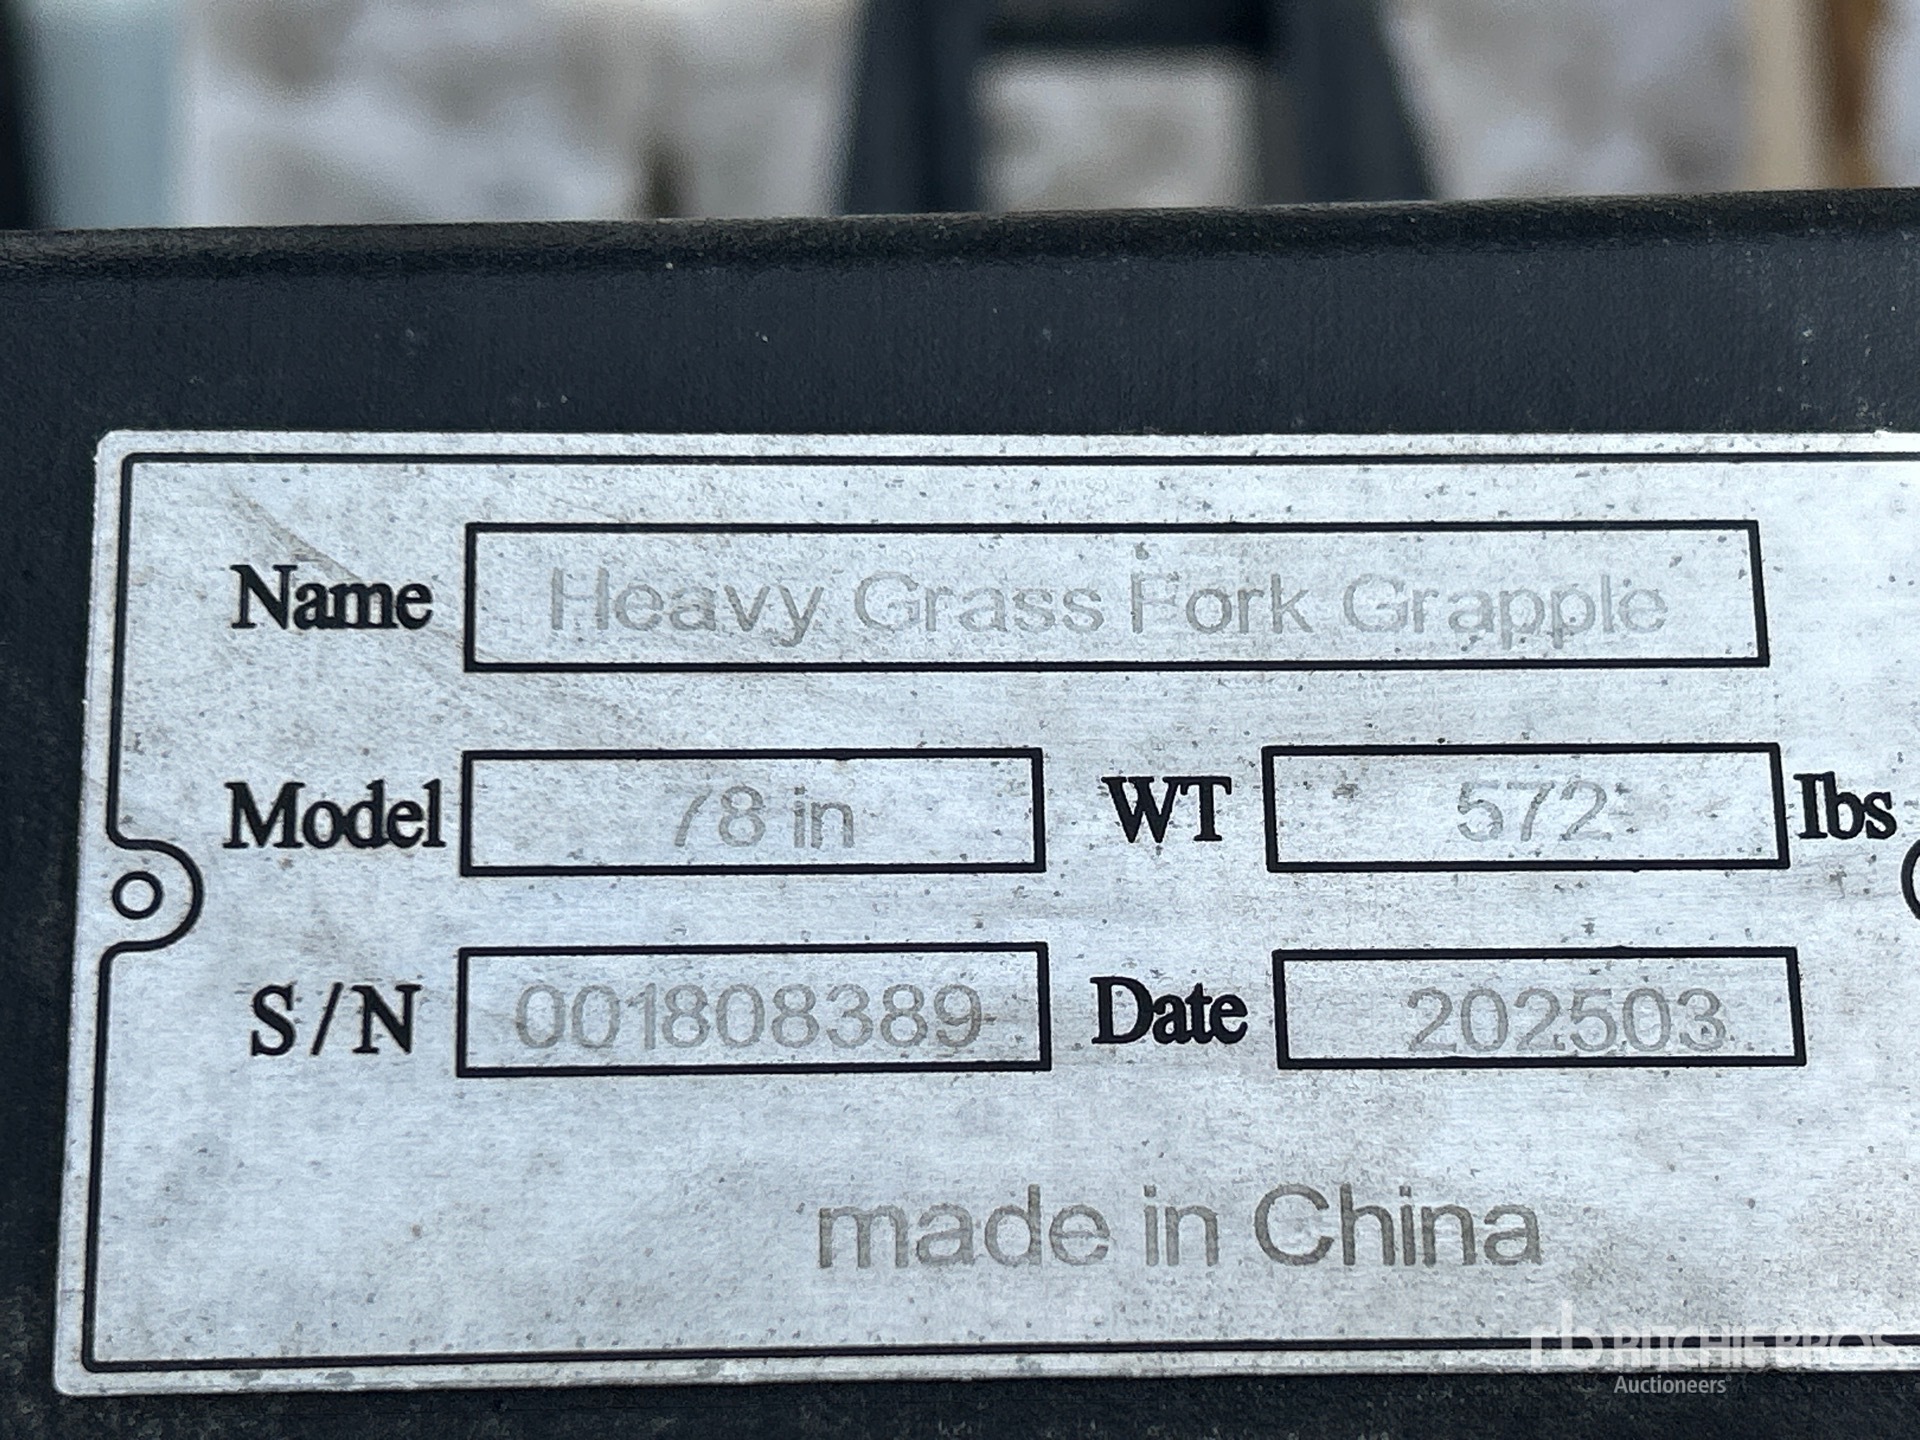 Name Heavy Grass Fork Grapple
Model 78 in WT 572 lbs
S/N 001808389 Date 202503
made in China
rb RITCHIE BROS
Auctioneers